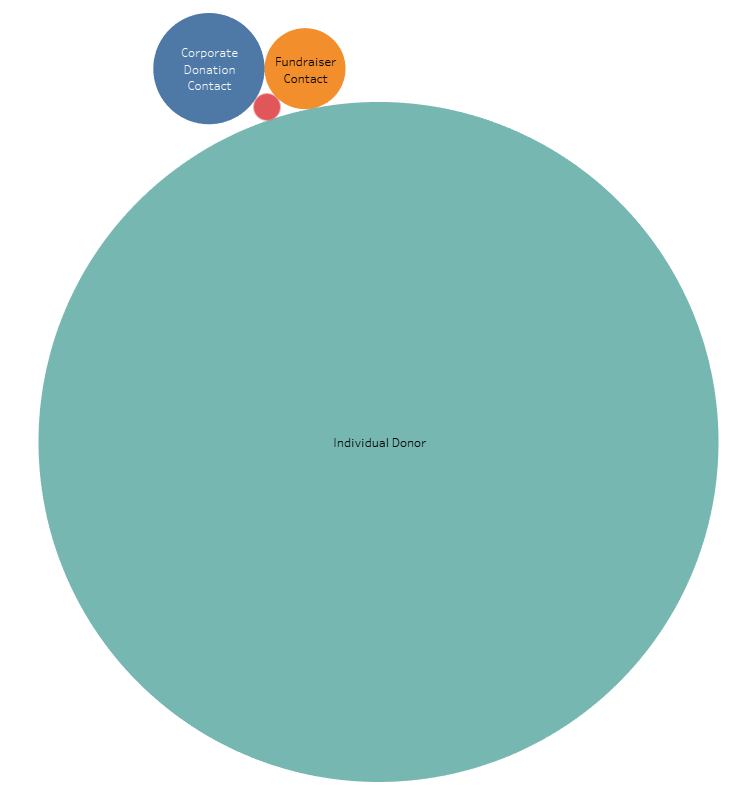 Corporate
Donation
Contact
Fundraiser
Contact
Individual Donor